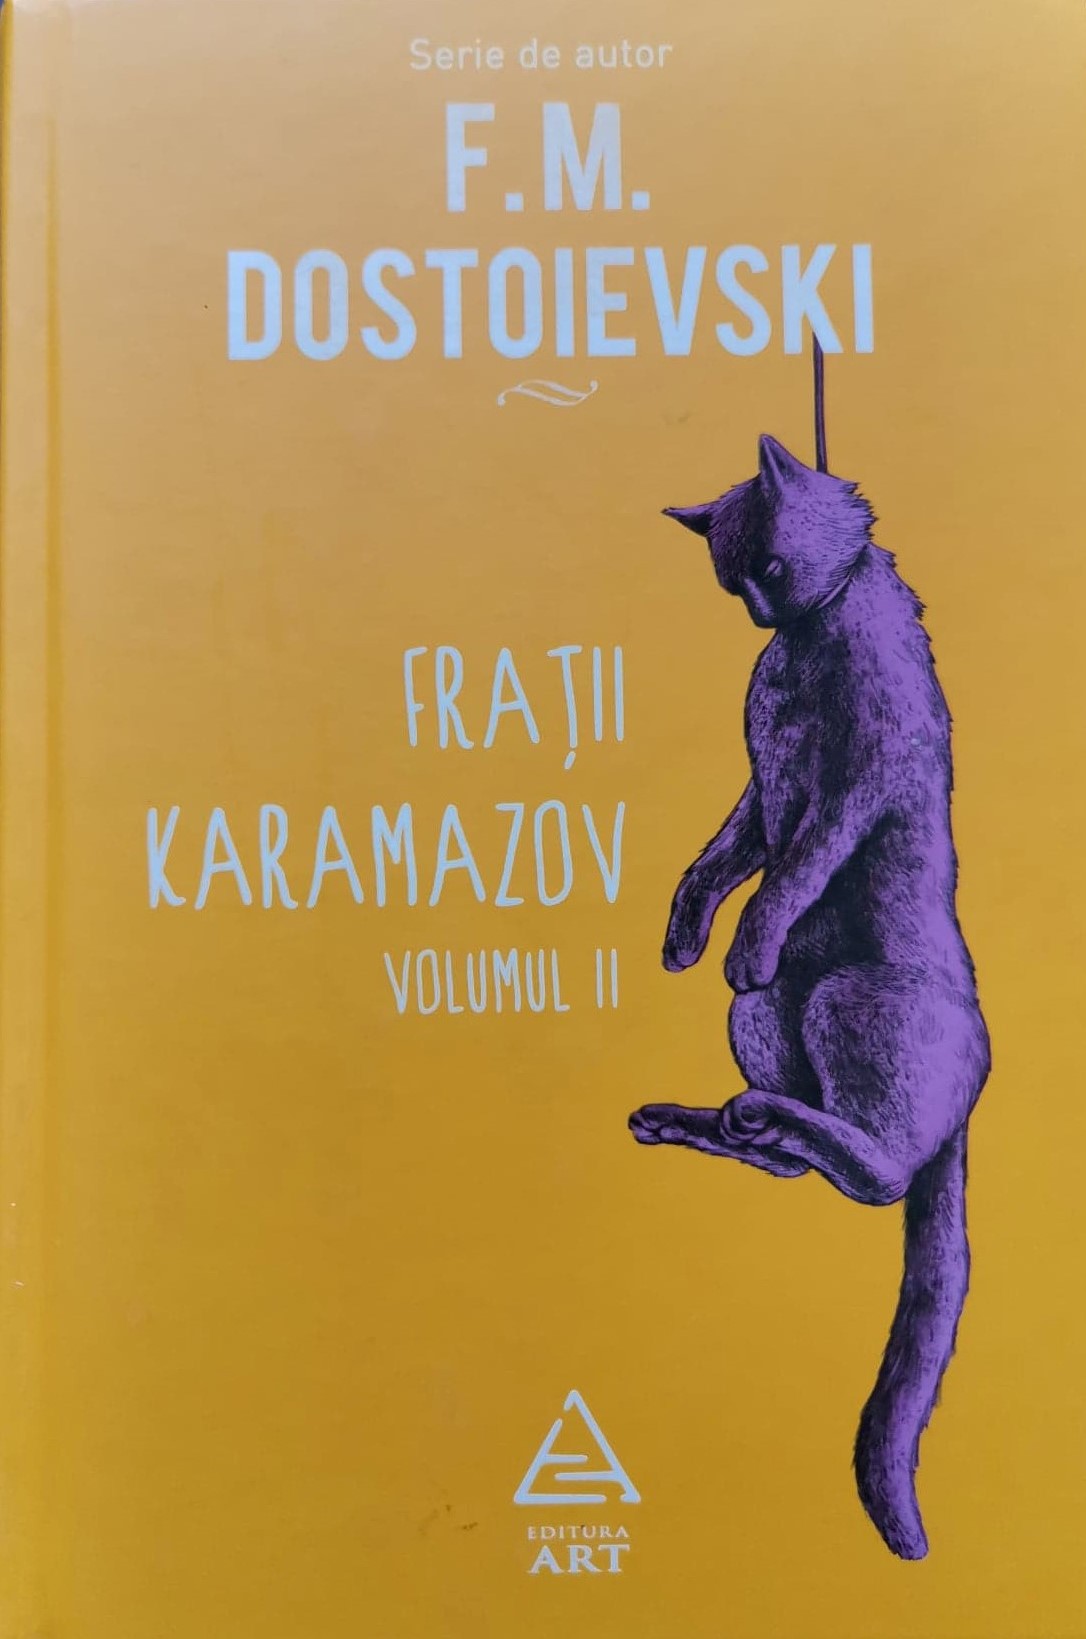 Serie de autor
F.M.
DOSTOIEVSKI
FRAȚII
KARAMAZOV
VOLUMUL II
EDITURA
ART